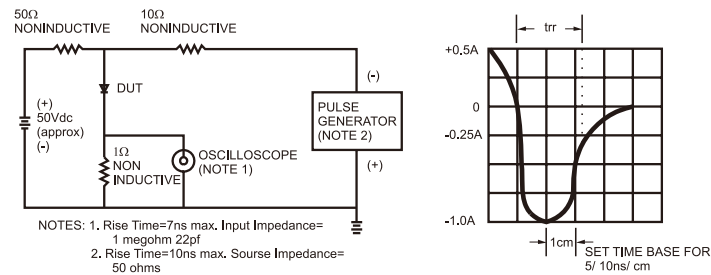 50Ω
NONINDUCTIVE
10Ω
NONINDUCTIVE
(+)
50Vdc
(approx)
(-)
DUT
1Ω
NON
INDUCTIVE
OSCILLOSCOPE
(NOTE 1)
(-)
PULSE
GENERATOR
(NOTE 2)
(+)
NOTES: 1. Rise Time=7ns max. Input Impedance=
1 megohm 22pf
2. Rise Time=10ns max. Sourse Impedance=
50 ohms
trr
+0.5A
0
-0.25A
-1.0A
1cm
SET TIME BASE FOR
5/ 10ns/ cm